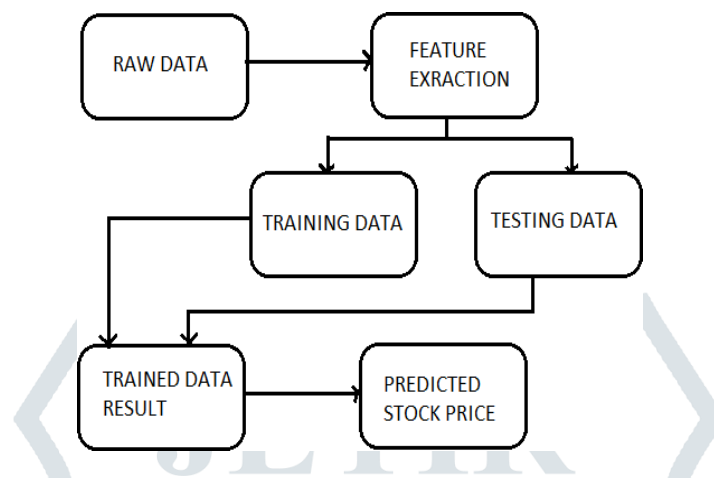 RAW DATA
FEATURE
EXRACTION
TRAINING DATA
TESTING DATA
TRAINED DATA
RESULT
PREDICTED
STOCK PRICE